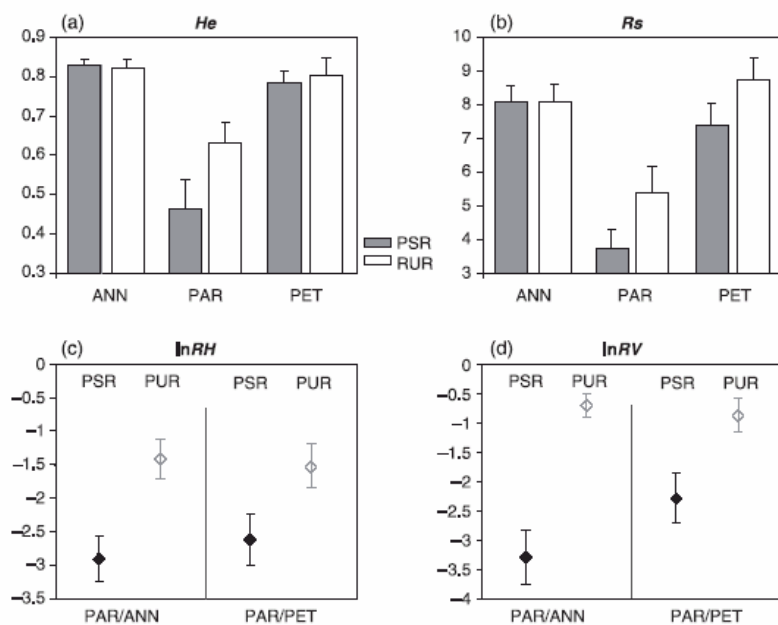 (a) He
0.9
0.8
0.7
0.6
0.5
0.4
0.3
ANN PAR PET
PSR
RUR
(b) Rs
10
9
8
7
6
5
4
3
ANN PAR PET
(c) lnRH
0
–0.5
–1
–1.5
–2
–2.5
–3
–3.5
PSR PUR PSR PUR
PAR/ANN PAR/PET
(d) lnRV
0
–0.5
–1
–1.5
–2
–2.5
–3
–3.5
–4
PSR PUR PSR PUR
PAR/ANN PAR/PET